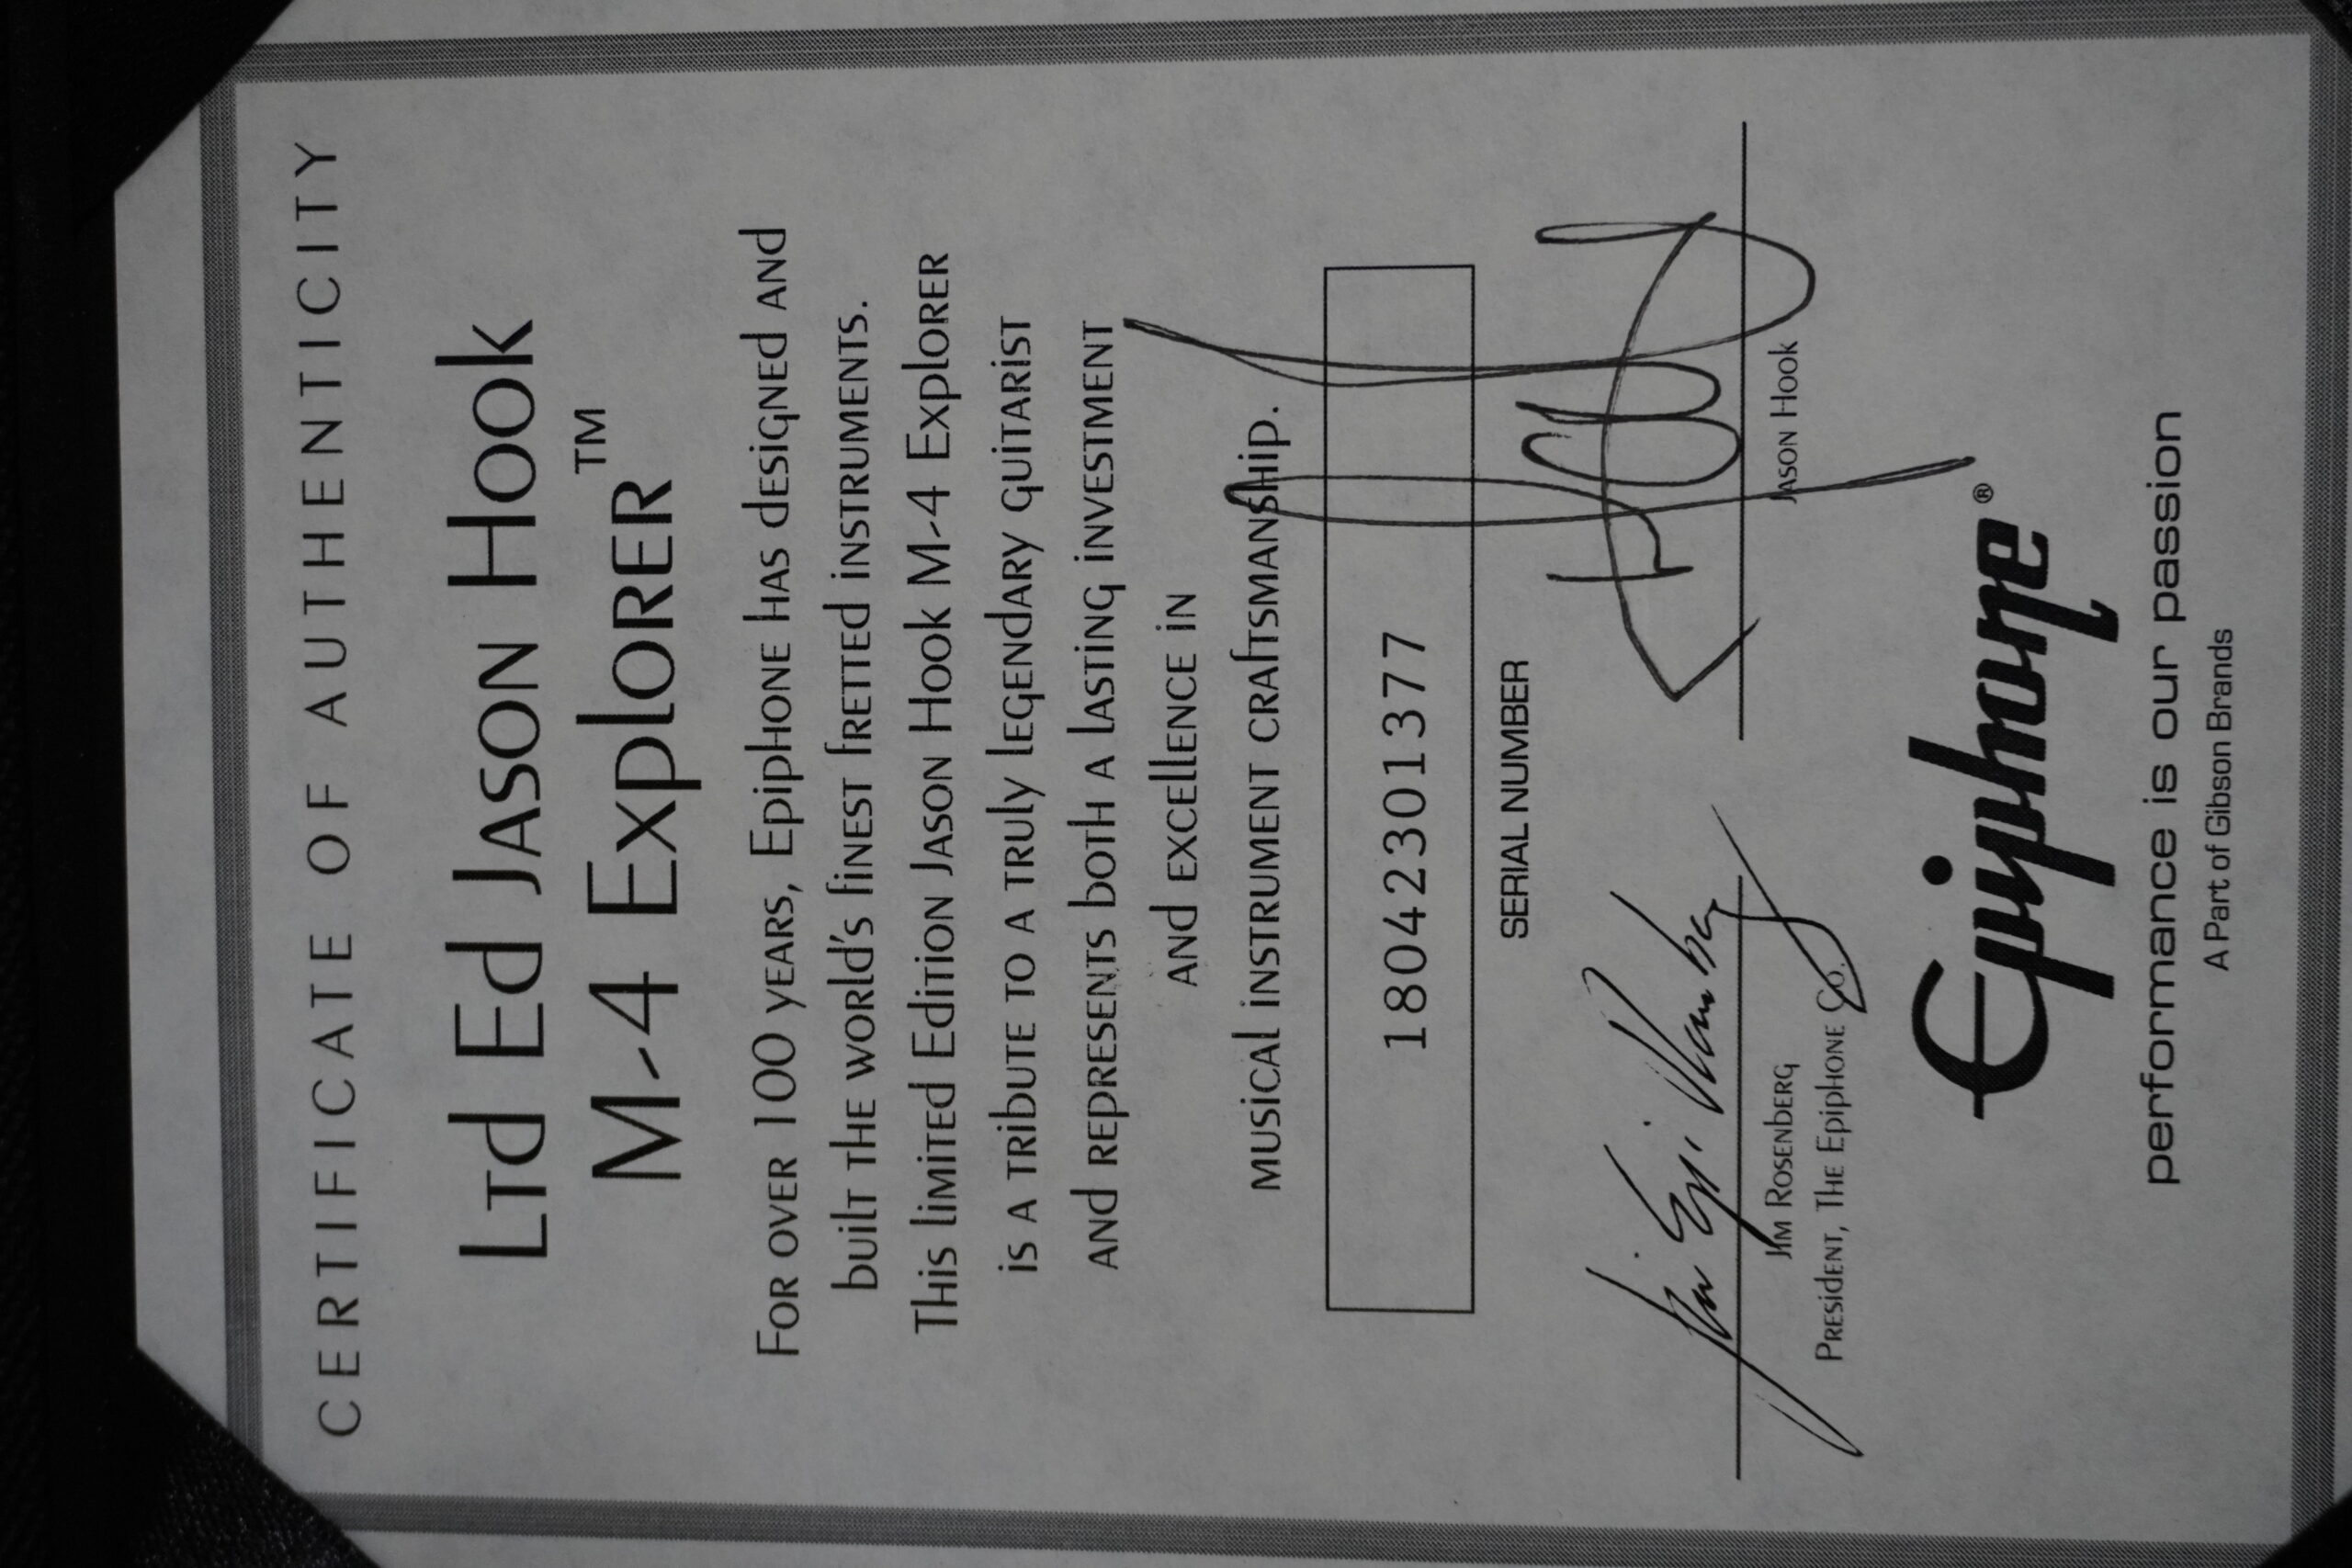 CERTIFICATE OF AUTHENTICITY
Ltd Ed Jason Hook
M-4 Explorer™
For over 100 years, Epiphone has designed and
built the world's finest fretted instruments.
This limited Edition Jason Hook M-4 Explorer
is a tribute to a truly legendary guitarist
and represents both a lasting investment
and excellence in
musical instrument craftsmanship.
18042301377
SERIAL NUMBER
Jim Rosenberg
President, The Epiphone Co.
Jason Hook
Epiphone®
performance is our passion
A Part of Gibson Brands